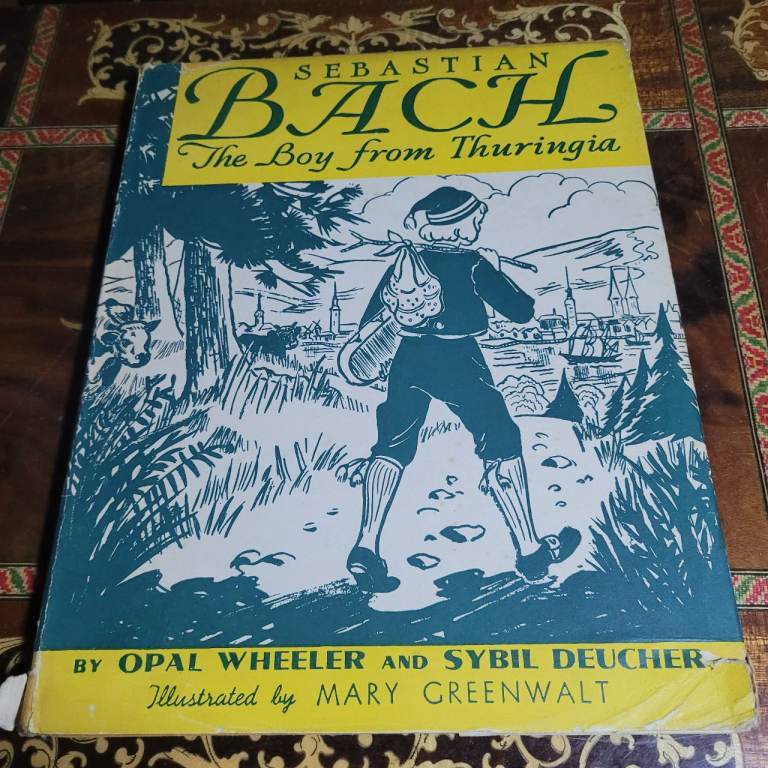 SEBASTIAN
BACH
The Boy from Thuringia
BY OPAL WHEELER AND SYBIL DEUCHER
Illustrated by MARY GREENWALT